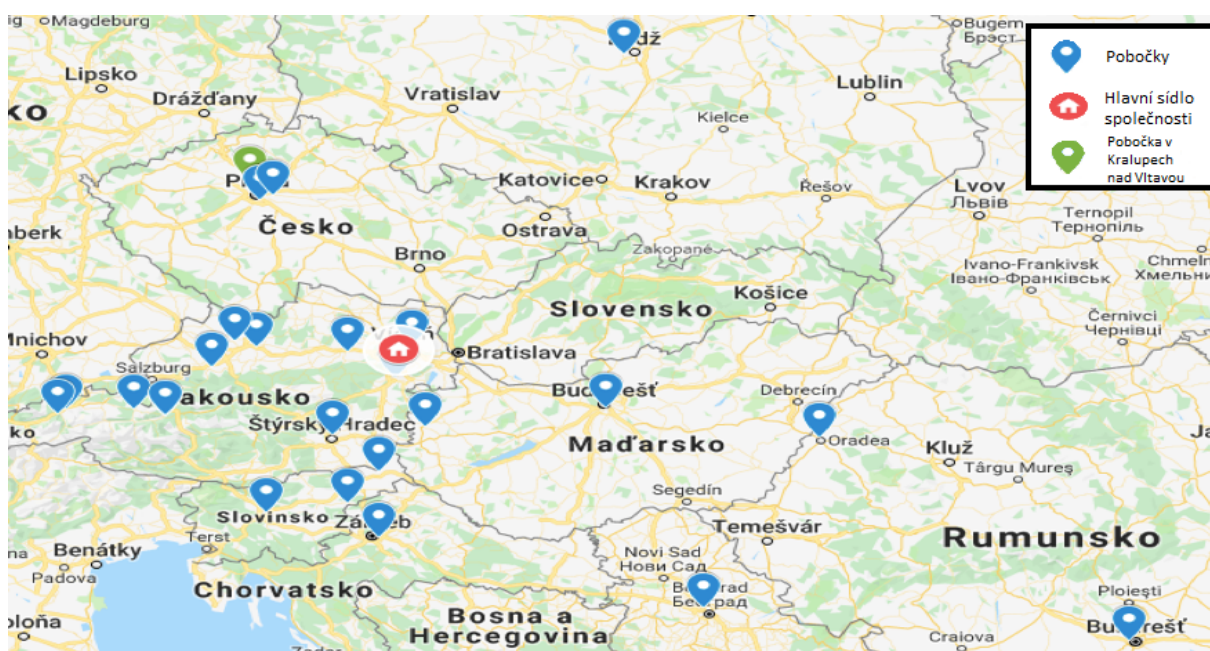 Magdeburg
Lipsko
Drážďany
Vratislav
Lublin
Kielce
Bugem
Брэст
Pobočky
Hlavní sídlo
společnosti
Pobočka v
Kralupech
nad Vltavou
Katovice
Krakov
Řešov
Lvov
Львів
Ternopil
Тернопіль
Česko
Ostrava
Brno
Zakopané
Ivano-Frankivsk
Івано-Франківськ
Slovensko
Košice
Černivci
Чернівці
Bratislava
Salzburg
Debrecín
Štýrský Hradec
Maďarsko
Oradea
Kluž
Târgu Mureș
Segedín
Slovinsko
Terst
Temešvár
Rumunsko
Benátky
Padova
Novi Sad
Нови Сад
Chorvatsko
Bosna a
Hercegovina
Ploiești
Craiova